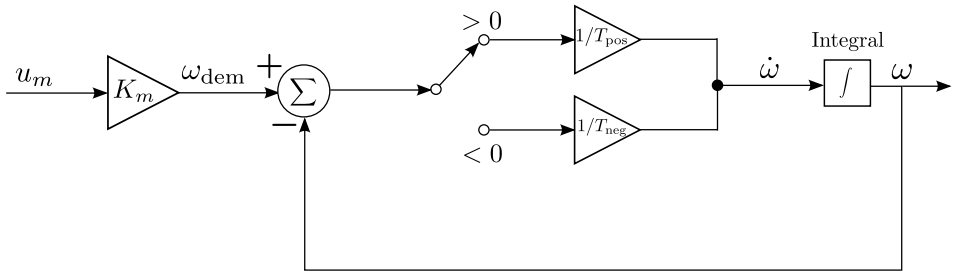 > 0
1/T_pos
Integral
u_m
K_m
ω_dem
+
∑
−
ω̇
∫
ω
< 0
1/T_neg